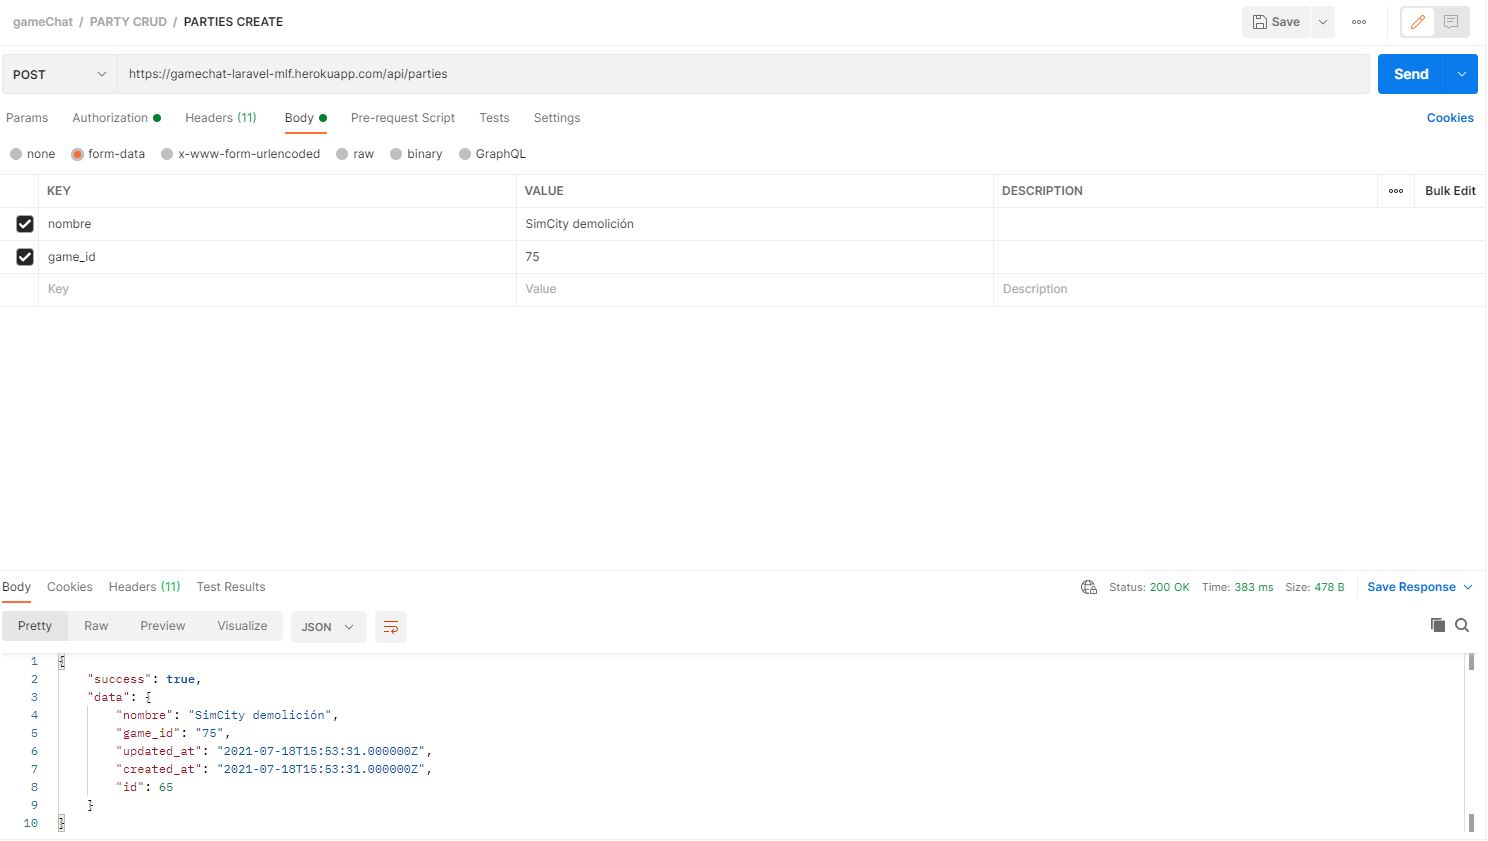 gameChat / PARTY CRUD / PARTIES CREATE
Save
POST https://gamechat-laravel-mlf.herokuapp.com/api/parties Send
Params Authorization Headers (11) Body Pre-request Script Tests Settings Cookies
none form-data x-www-form-urlencoded raw binary GraphQL
KEY VALUE DESCRIPTION Bulk Edit
nombre SimCity demolición
game_id 75
Key Value Description
Body Cookies Headers (11) Test Results Status: 200 OK Time: 383 ms Size: 478 B Save Response
Pretty Raw Preview Visualize JSON
1 {
2 "success": true,
3 "data": {
4 "nombre": "SimCity demolición",
5 "game_id": "75",
6 "updated_at": "2021-07-18T15:53:31.000000Z",
7 "created_at": "2021-07-18T15:53:31.000000Z",
8 "id": 65
9 }
10 }